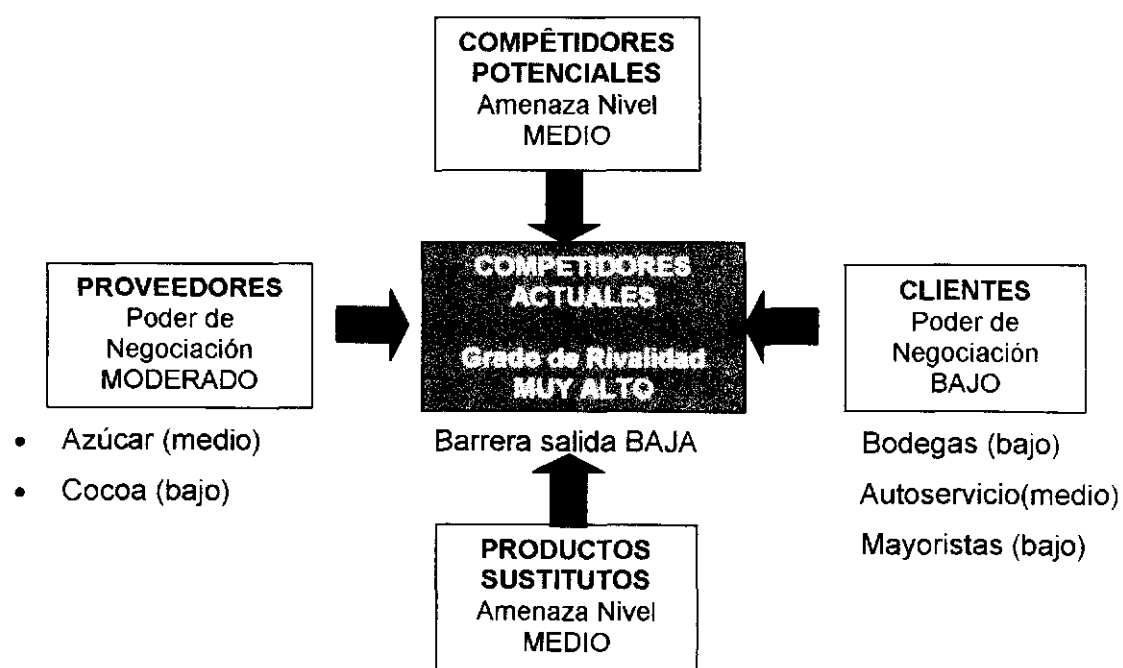 COMPÊTIDORES
POTENCIALES
Amenaza Nivel
MEDIO
PROVEEDORES
Poder de
Negociación
MODERADO
• Azúcar (medio)
• Cocoa (bajo)
COMPETIDORES
ACTUALES
Grado de Rivalidad
MUY ALTO
Barrera salida BAJA
CLIENTES
Poder de
Negociación
BAJO
Bodegas (bajo)
Autoservicio(medio)
Mayoristas (bajo)
PRODUCTOS
SUSTITUTOS
Amenaza Nivel
MEDIO